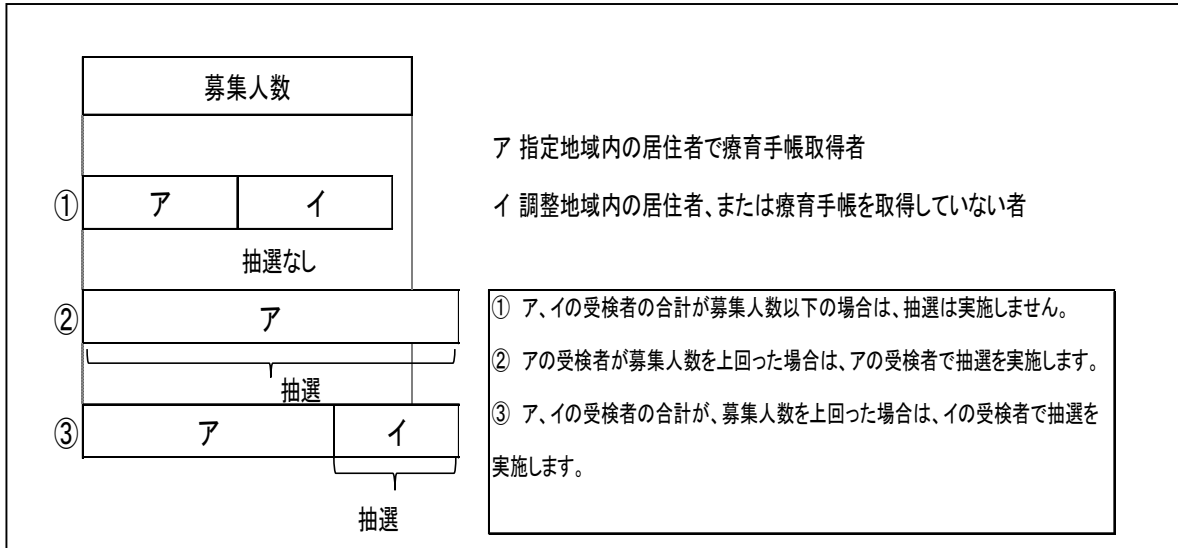 募集人数
ア 指定地域内の居住者で療育手帳取得者
① ア イ
イ 調整地域内の居住者、または療育手帳を取得していない者
抽選なし
② ア
抽選
③ ア イ
抽選
① ア、イの受検者の合計が募集人数以下の場合は、抽選は実施しません。
② アの受検者が募集人数を上回った場合は、アの受検者で抽選を実施します。
③ ア、イの受検者の合計が、募集人数を上回った場合は、イの受検者で抽選を
実施します。